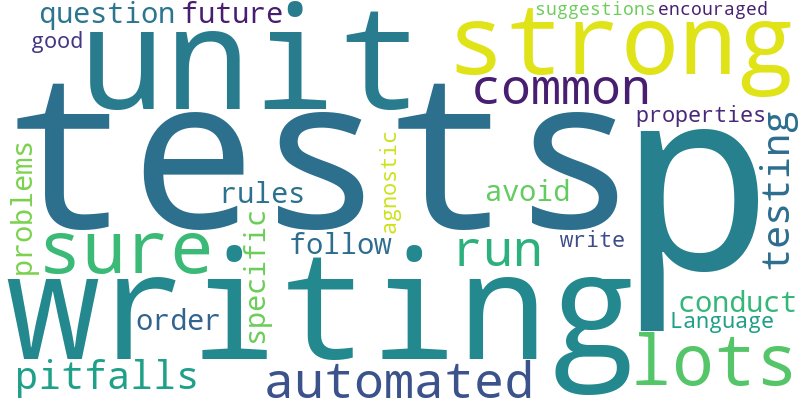 question future suggestions encouraged
good unit strong
common
tests p properties
testing
problems agnostic
rules avoid
specific
sure follow run write
writing
order conduct
Language
pitfalls automated lots